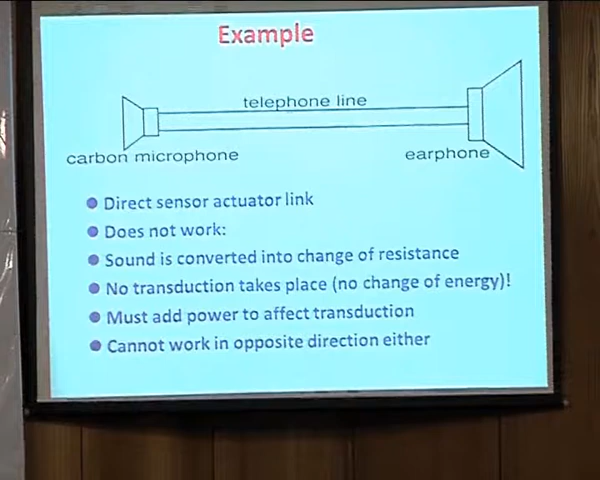 Example
telephone line
carbon microphone
earphone
Direct sensor actuator link
Does not work:
Sound is converted into change of resistance
No transduction takes place (no change of energy)!
Must add power to affect transduction
Cannot work in opposite direction either